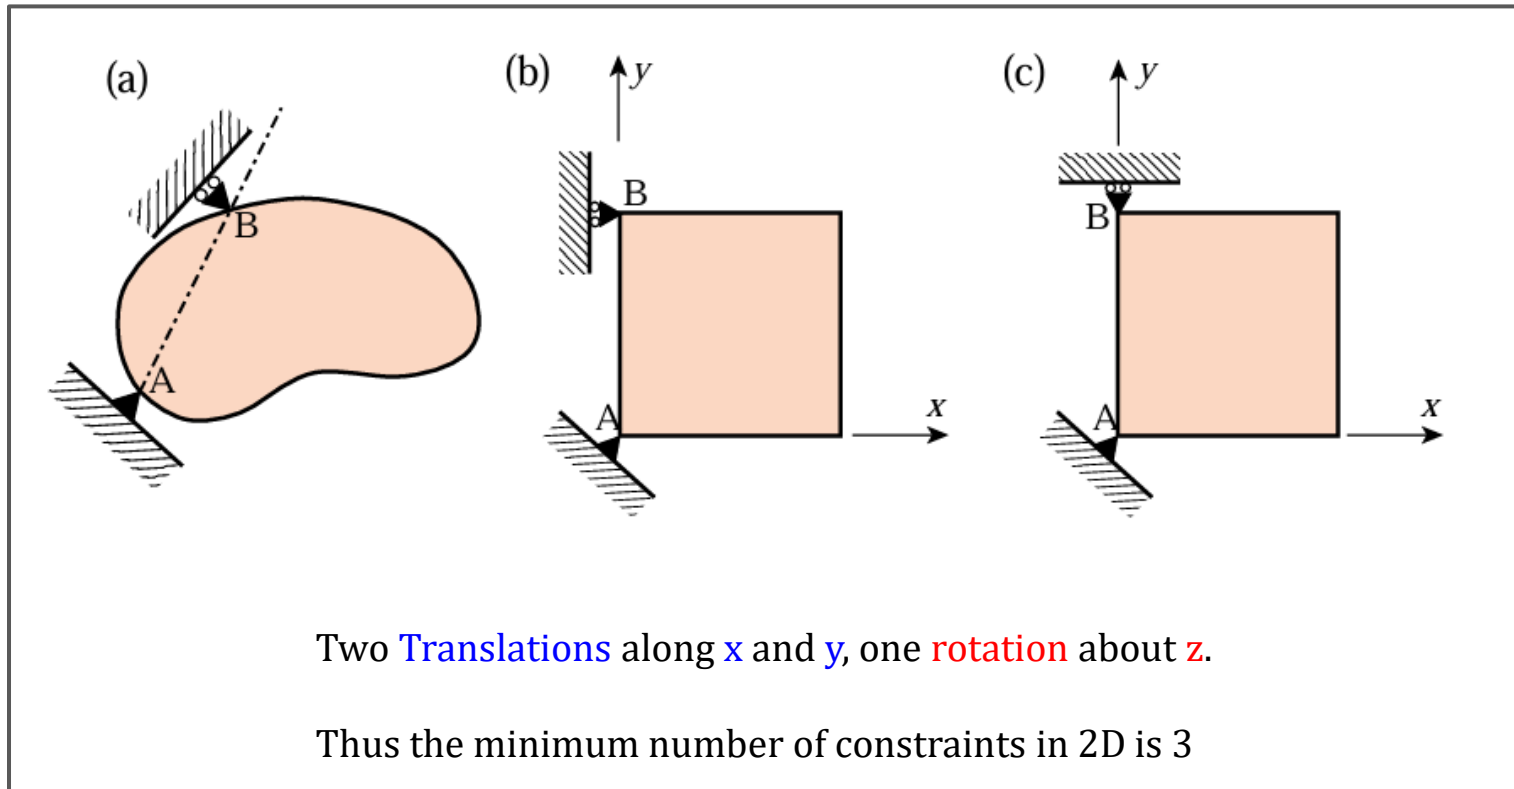 (a)
B
A
(b)
y
B
A
x
(c)
y
B
A
x
Two Translations along x and y, one rotation about z.
Thus the minimum number of constraints in 2D is 3